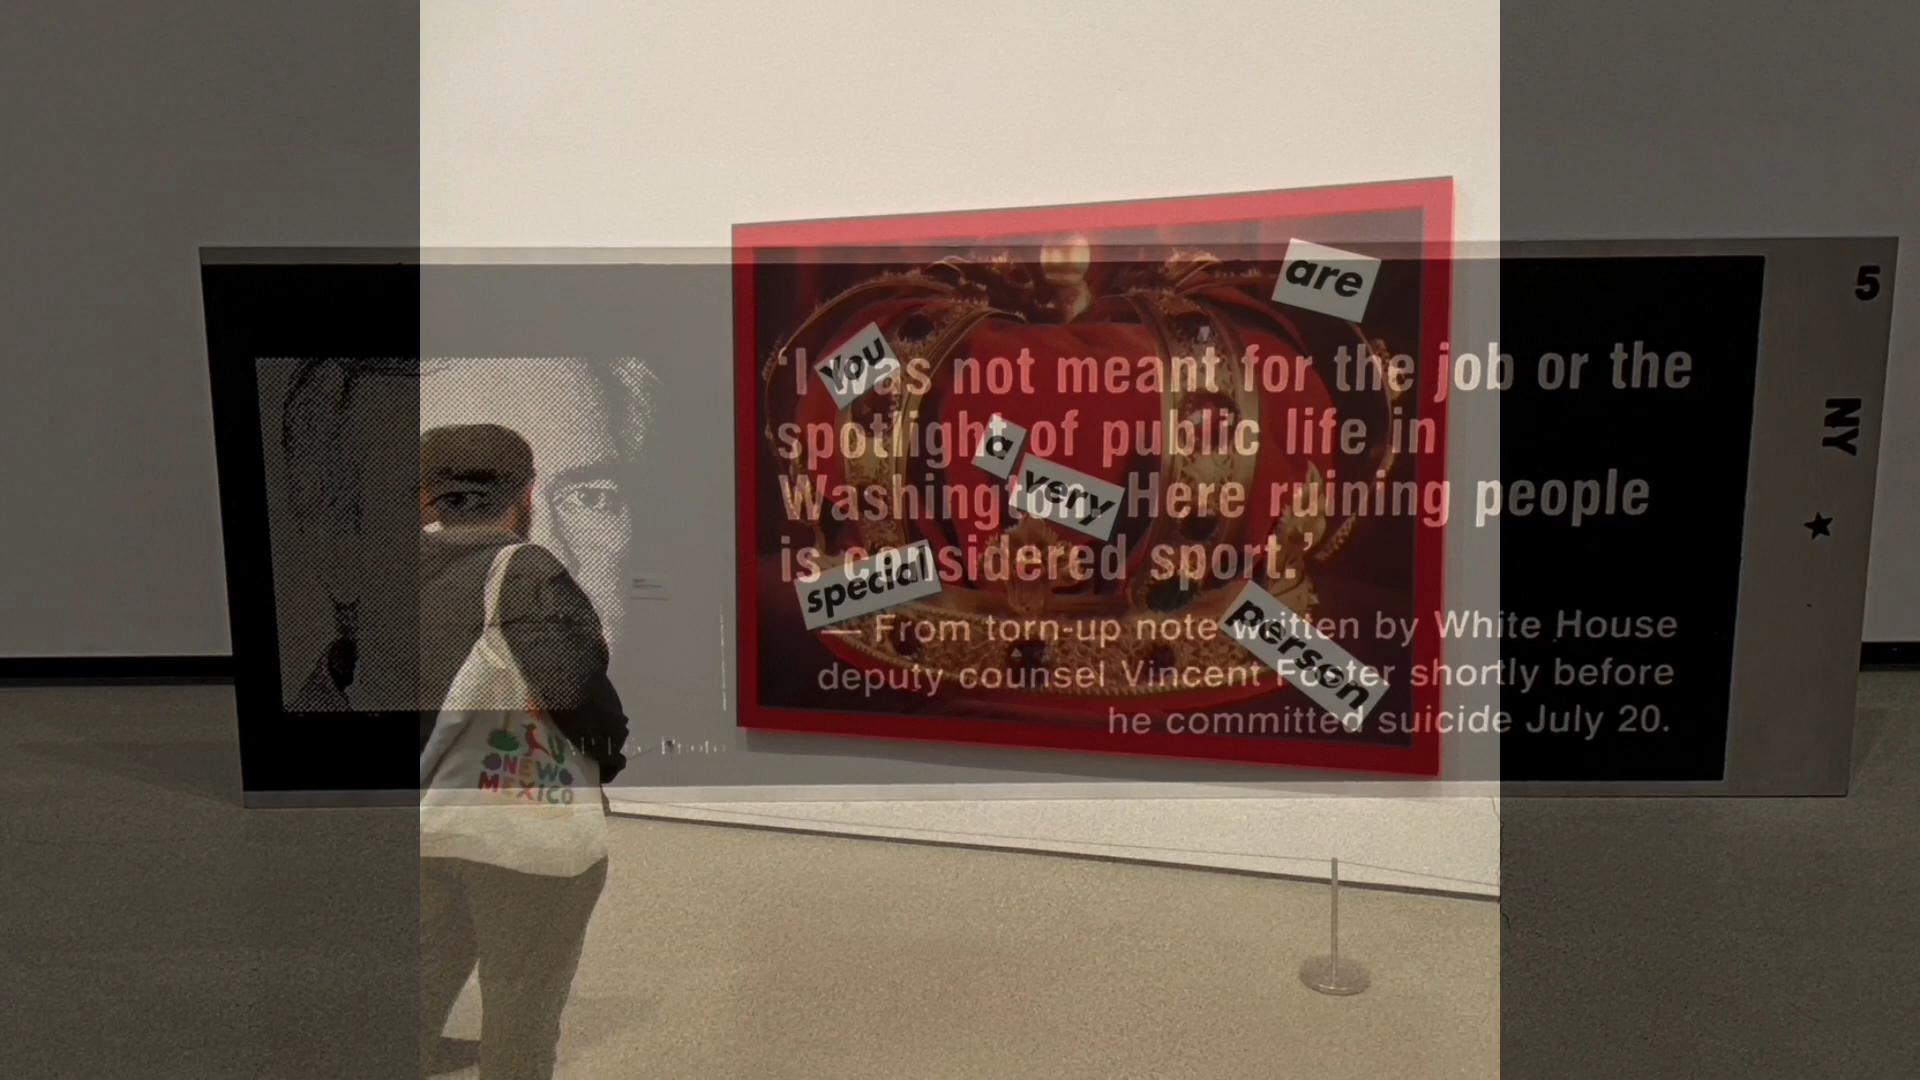 5
NY
are
You
a
very
special
person
‘I was not meant for the job or the
spotlight of public life in
Washington. Here ruining people
is considered sport.’
— From torn-up note written by White House
deputy counsel Vincent Foster shortly before
he committed suicide July 20.
Photo
NEW
MEXICO